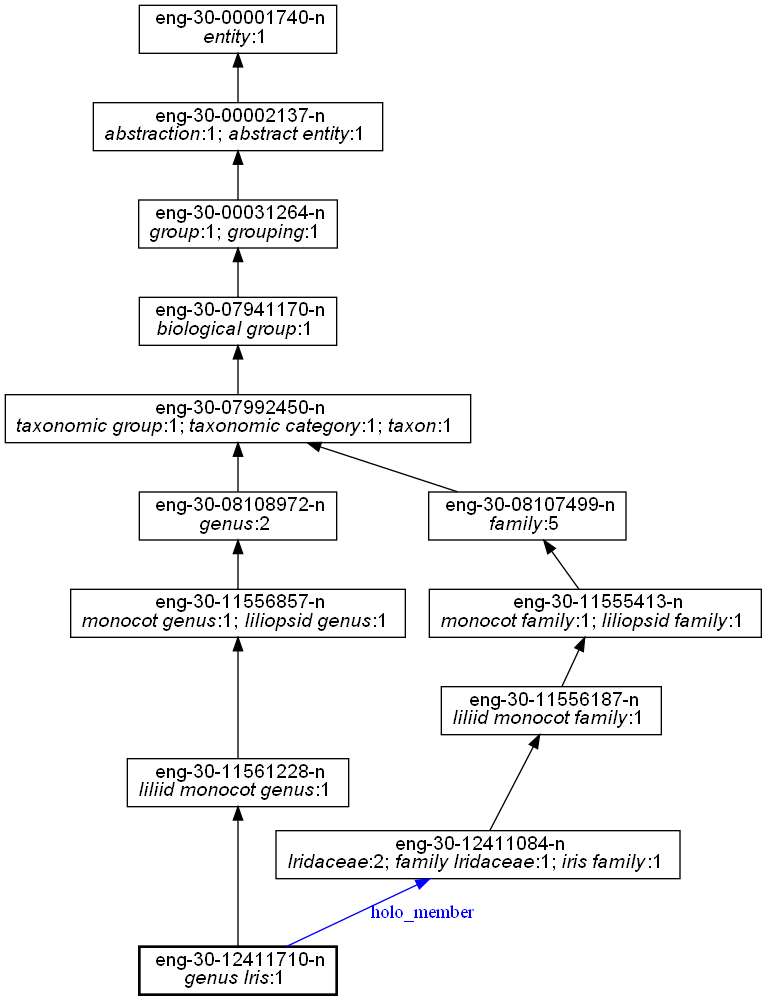 eng-30-00001740-n
entity:1
eng-30-00002137-n
abstraction:1; abstract entity:1
eng-30-00031264-n
group:1; grouping:1
eng-30-07941170-n
biological group:1
eng-30-07992450-n
taxonomic group:1; taxonomic category:1; taxon:1
eng-30-08108972-n
genus:2
eng-30-08107499-n
family:5
eng-30-11556857-n
monocot genus:1; liliopsid genus:1
eng-30-11555413-n
monocot family:1; liliopsid family:1
eng-30-11556187-n
liliid monocot family:1
eng-30-11561228-n
liliid monocot genus:1
eng-30-12411084-n
Iridaceae:2; family Iridaceae:1; iris family:1
holo_member
eng-30-12411710-n
genus Iris:1